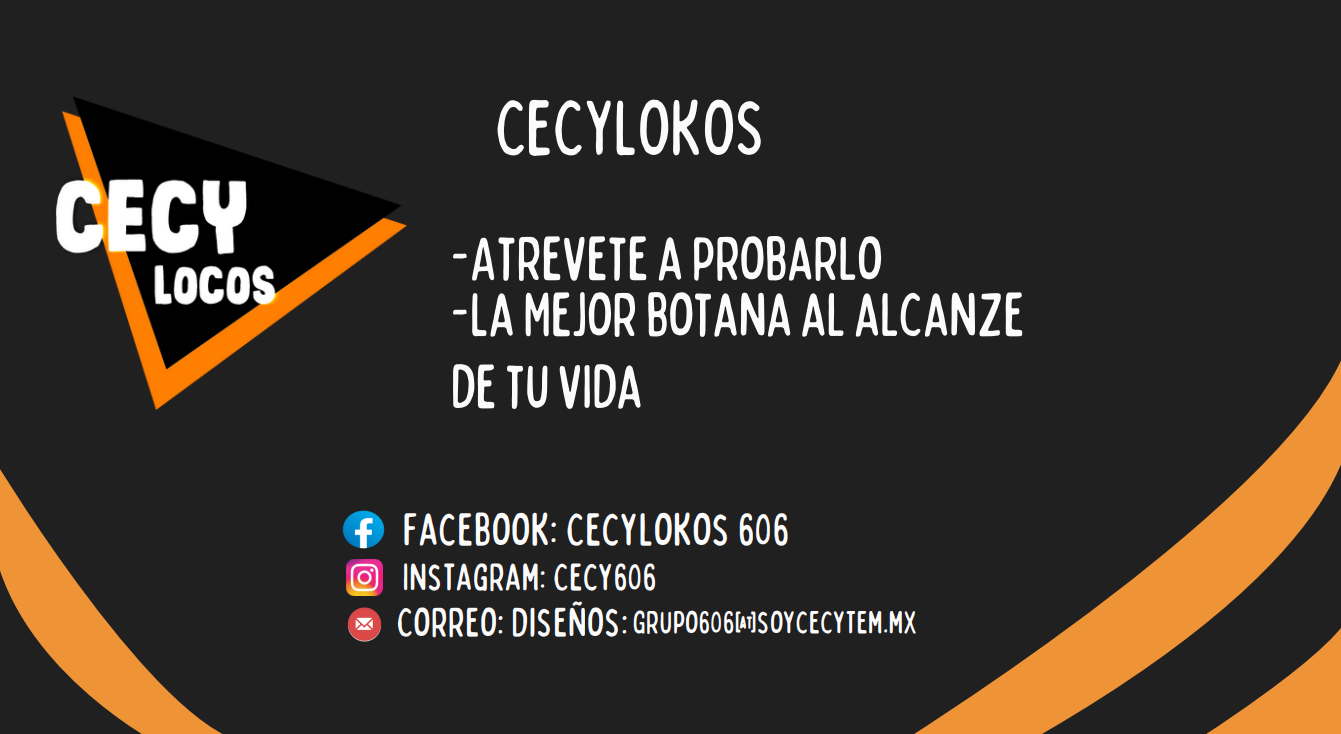 CECY
LOCOS
CECYLOKOS
-ATREVETE A PROBARLO
-LA MEJOR BOTANA AL ALCANZE
DE TU VIDA
FACEBOOK: CECYLOKOS 606
INSTAGRAM: CECY606
CORREO: DISEÑOS: GRUPO606[AT]SOYCECYTEM.MX